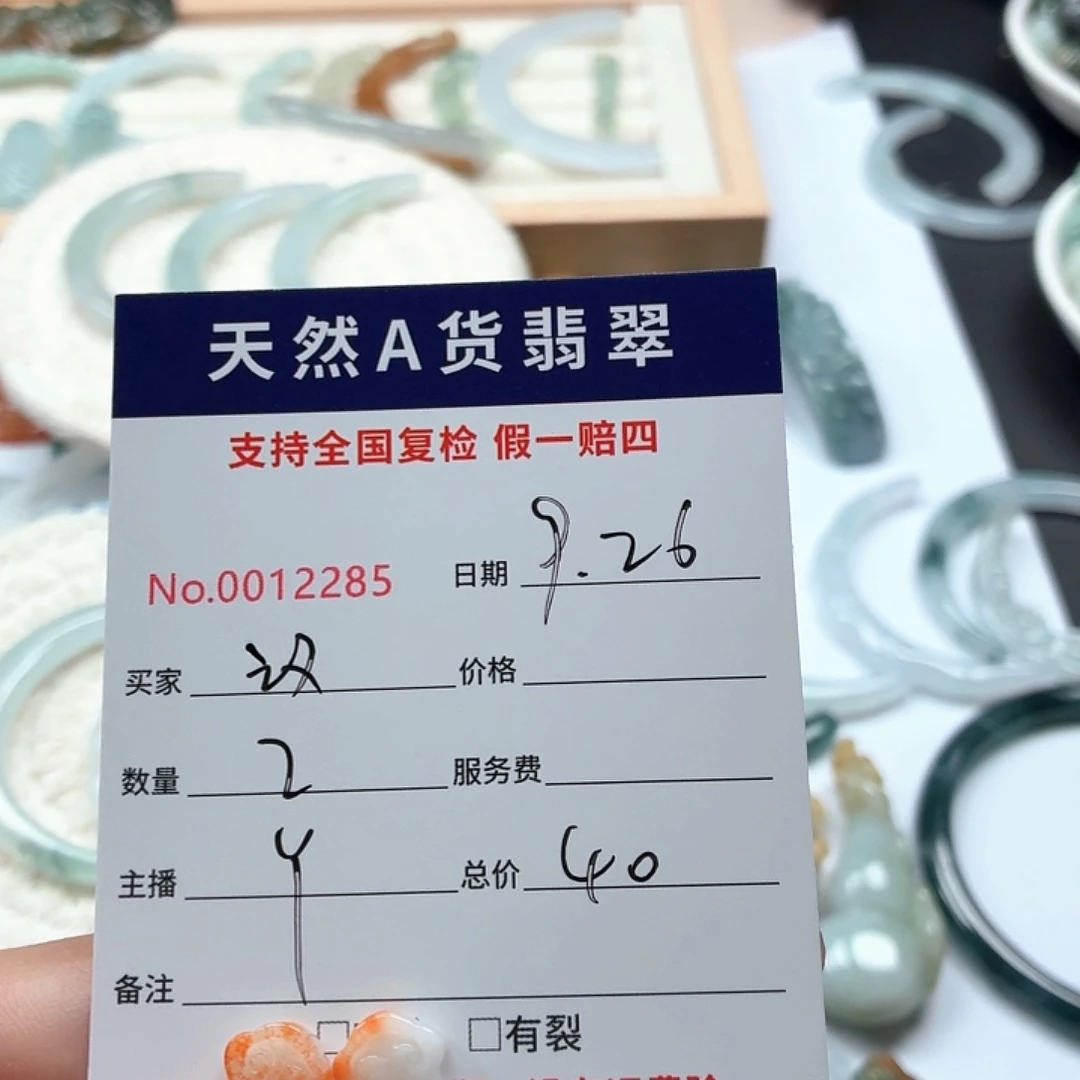 天然A货翡翠
支持全国复检 假一赔四
No.0012285 日期 9.26
买家 价格
数量 2 服务费
主播 Y 总价 40
备注
□ □有裂